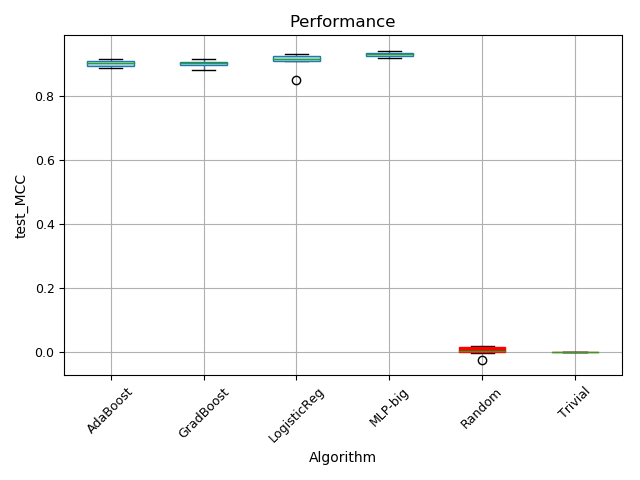 Performance
test_MCC
0.8
0.6
0.4
0.2
0.0
AdaBoost
GradBoost
LogisticReg
MLP-big
Random
Trivial
Algorithm